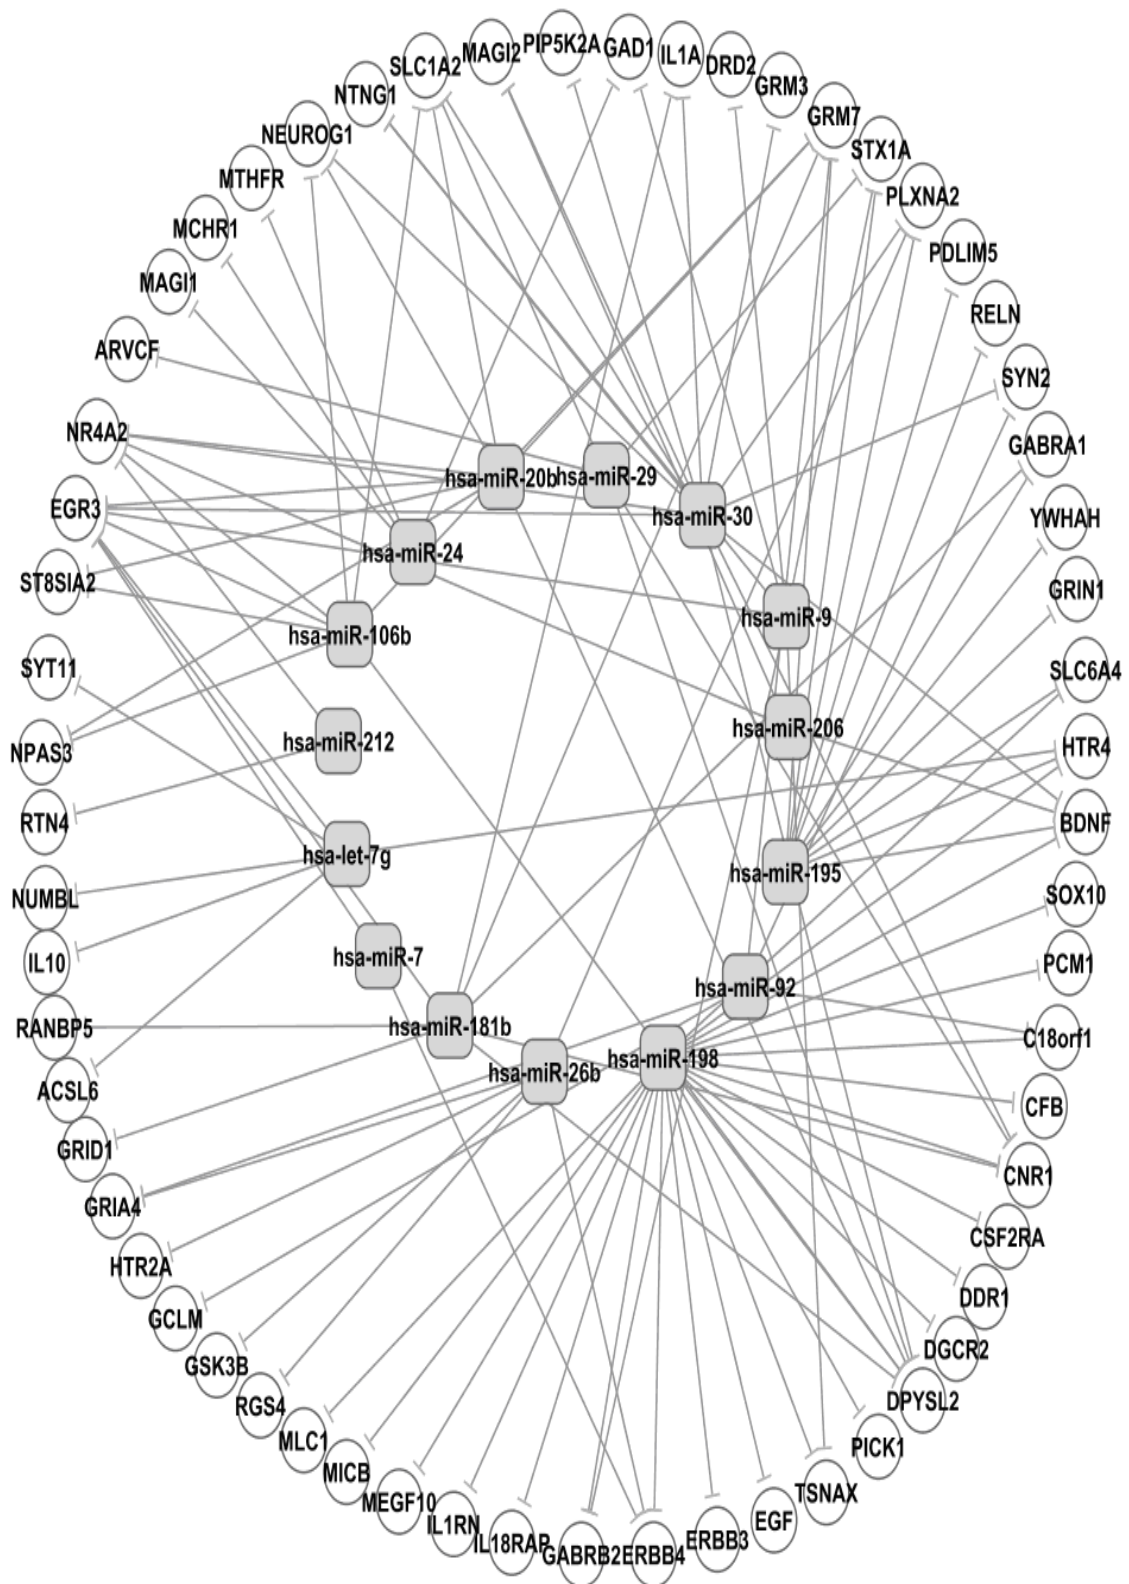 PIP5K2A
GAD1
IL1A
DRD2
GRM3
GRM7
STX1A
PLXNA2
PDLIM5
RELN
SYN2
GABRA1
YWHAH
GRIN1
SLC6A4
HTR4
BDNF
SOX10
PCM1
C18orf1
CFB
CNR1
CSF2RA
DDR1
DGCR2
DPYSL2
PICK1
TSNAX
EGF
ERBB3
ERBB4
GABRB2
IL18RAP
IL1RN
MEGF10
MICB
MLC1
RGS4
GSK3B
GCLM
HTR2A
GRIA4
GRID1
ACSL6
RANBP5
IL10
NUMBL
RTN4
NPAS3
SYT11
ST8SIA2
EGR3
NR4A2
ARVCF
MAGI1
MCHR1
MTHFR
NEUROG1
NTNG1
SLC1A2
MAGI2
hsa-miR-20b
hsa-miR-29
hsa-miR-30
hsa-miR-9
hsa-miR-206
hsa-miR-195
hsa-miR-92
hsa-miR-198
hsa-miR-26b
hsa-miR-181b
hsa-miR-7
hsa-let-7g
hsa-miR-212
hsa-miR-106b
hsa-miR-24